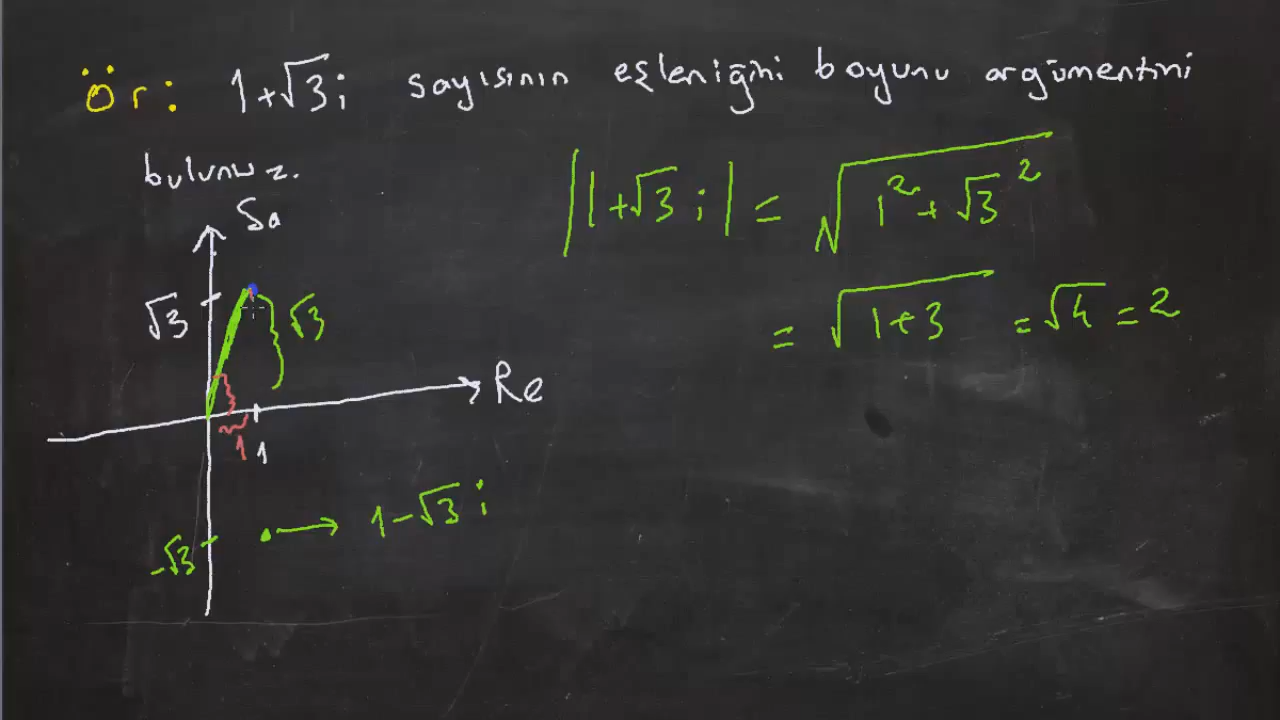 Ör: 1+√3i sayısının eşleniğini boyunu argümentini
bulunuz.
|1+√3i| = √(1²+√3²)
= √(1+3) = √4 = 2
Sa
√3
√3
Re
1
1
1-√3i
-√3